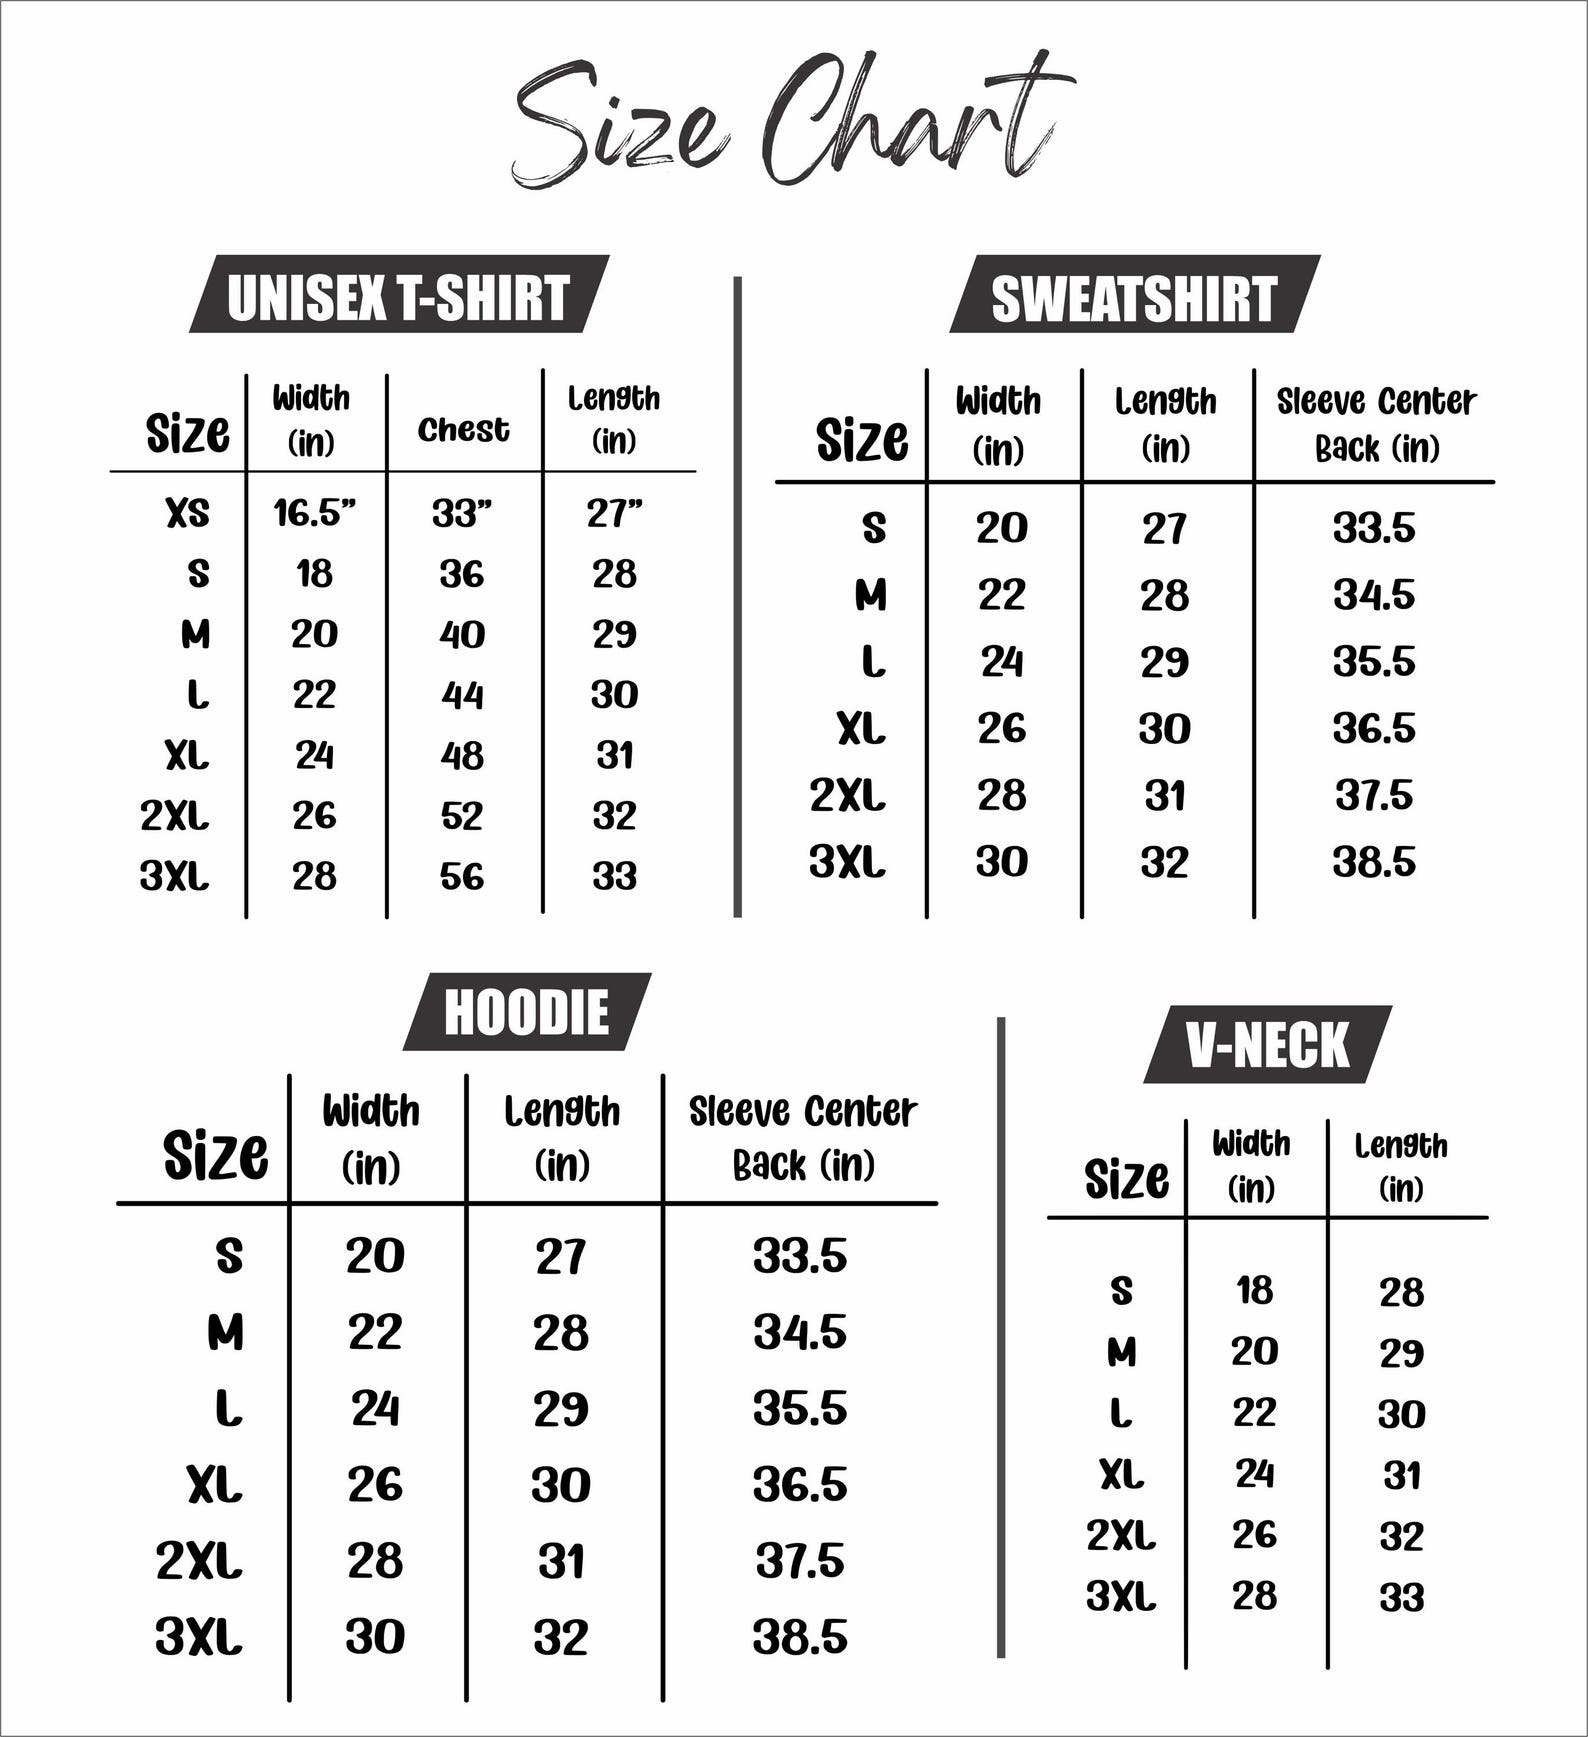 Size Chart
UNISEX T-SHIRT
Size Width (in) Chest Length (in)
XS 16.5” 33” 27”
S 18 36 28
M 20 40 29
L 22 44 30
XL 24 48 31
2XL 26 52 32
3XL 28 56 33
SWEATSHIRT
Size Width (in) Length (in) Sleeve Center Back (in)
S 20 27 33.5
M 22 28 34.5
L 24 29 35.5
XL 26 30 36.5
2XL 28 31 37.5
3XL 30 32 38.5
HOODIE
Size Width (in) Length (in) Sleeve Center Back (in)
S 20 27 33.5
M 22 28 34.5
L 24 29 35.5
XL 26 30 36.5
2XL 28 31 37.5
3XL 30 32 38.5
V-NECK
Size Width (in) Length (in)
S 18 28
M 20 29
L 22 30
XL 24 31
2XL 26 32
3XL 28 33